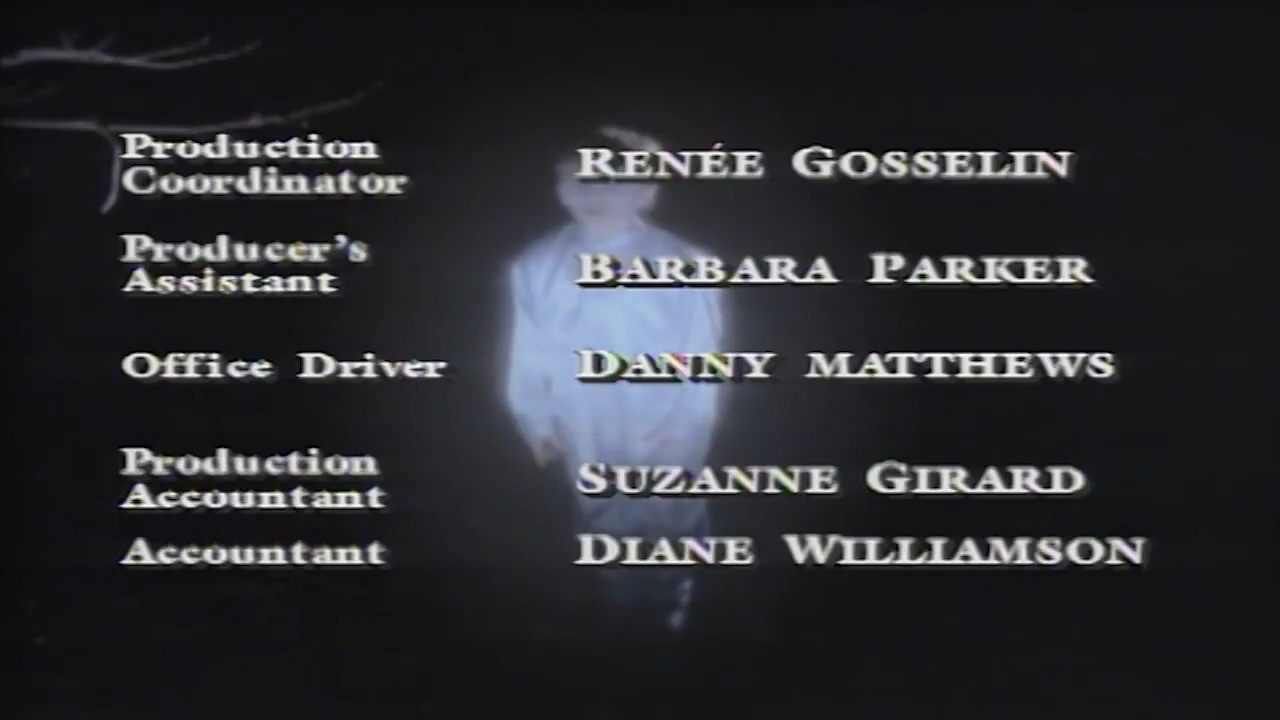 Production
Coordinator
RENÉE GOSSELIN
Producer's
Assistant
BARBARA PARKER
Office Driver
DANNY MATTHEWS
Production
Accountant
SUZANNE GIRARD
Accountant
DIANE WILLIAMSON